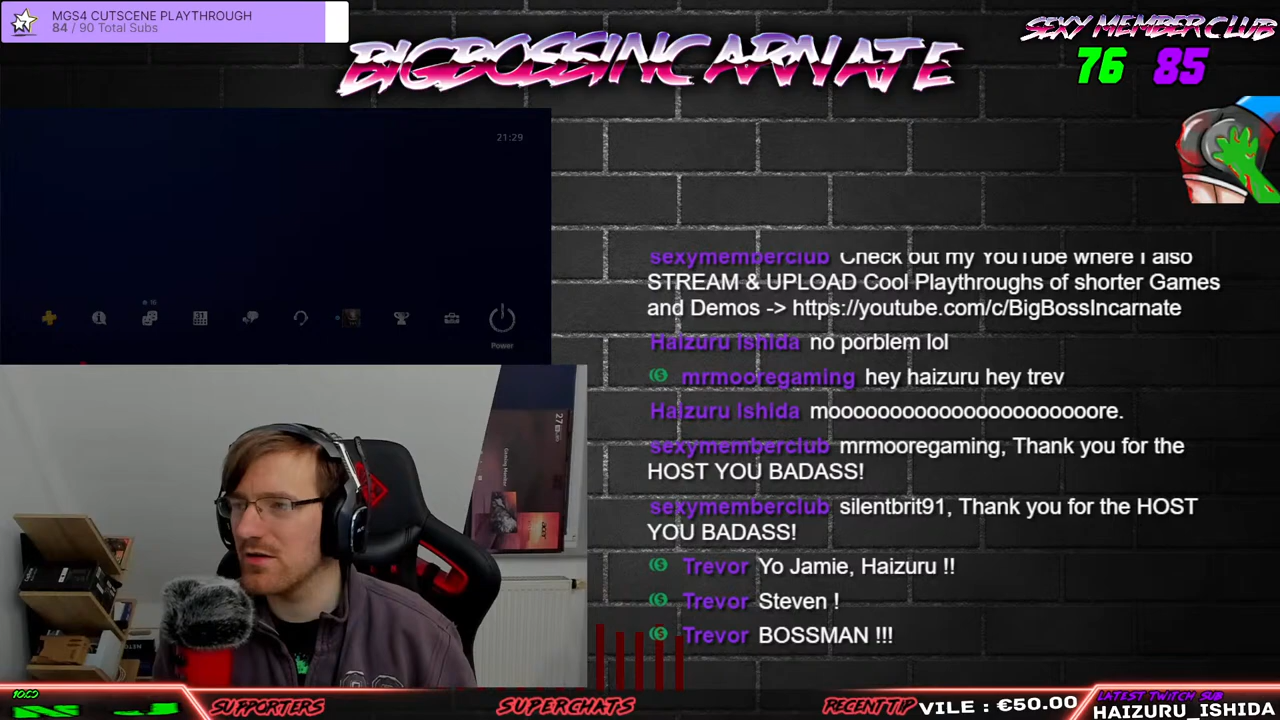 MGS4 CUTSCENE PLAYTHROUGH
84 / 90 Total Subs
BIGBOSSINCARNATE
SEXY MEMBER CLUB
76 85
21:29
Power
sexymemberclub Check out my YouTube where I also
STREAM & UPLOAD Cool Playthroughs of shorter Games
and Demos -> https://youtube.com/c/BigBossIncarnate
Haizuru Ishida no porblem lol
mrmooregaming hey haizuru hey trev
Haizuru Ishida moooooooooooooooooooooore.
sexymemberclub mrmooregaming, Thank you for the
HOST YOU BADASS!
sexymemberclub silentbrit91, Thank you for the HOST
YOU BADASS!
Trevor Yo Jamie, Haizuru !!
Trevor Steven !
Trevor BOSSMAN !!!
SUPPORTERS
SUPERCHATS
RECENT TIP
VILE : €50.00
LATEST TWITCH SUB
HAIZURU_ISHIDA